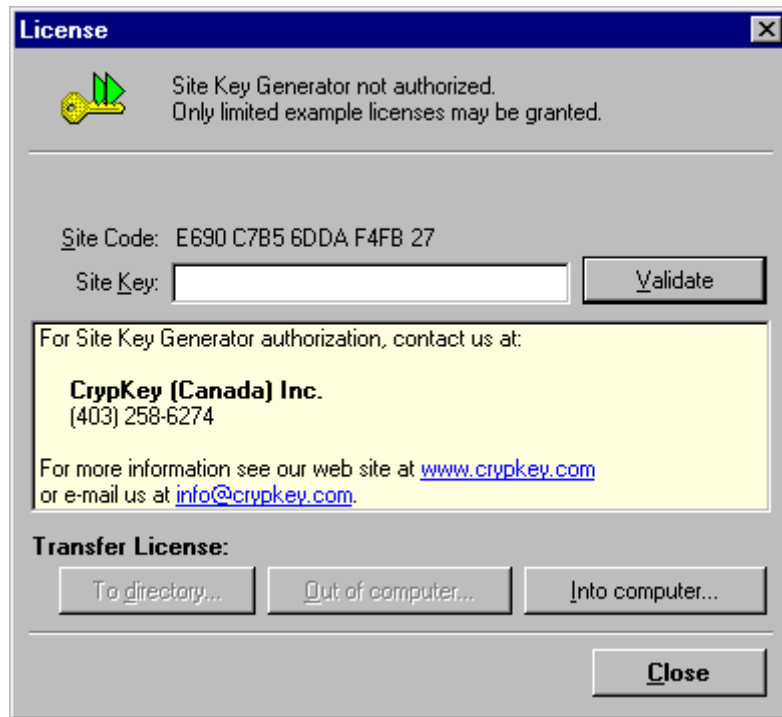 License
Site Key Generator not authorized.
Only limited example licenses may be granted.
Site Code: E690 C7B5 6DDA F4FB 27
Site Key:
Validate
For Site Key Generator authorization, contact us at:
CrypKey (Canada) Inc.
(403) 258-6274
For more information see our web site at www.crypkey.com
or e-mail us at info@crypkey.com.
Transfer License:
To directory... Out of computer... Into computer...
Close